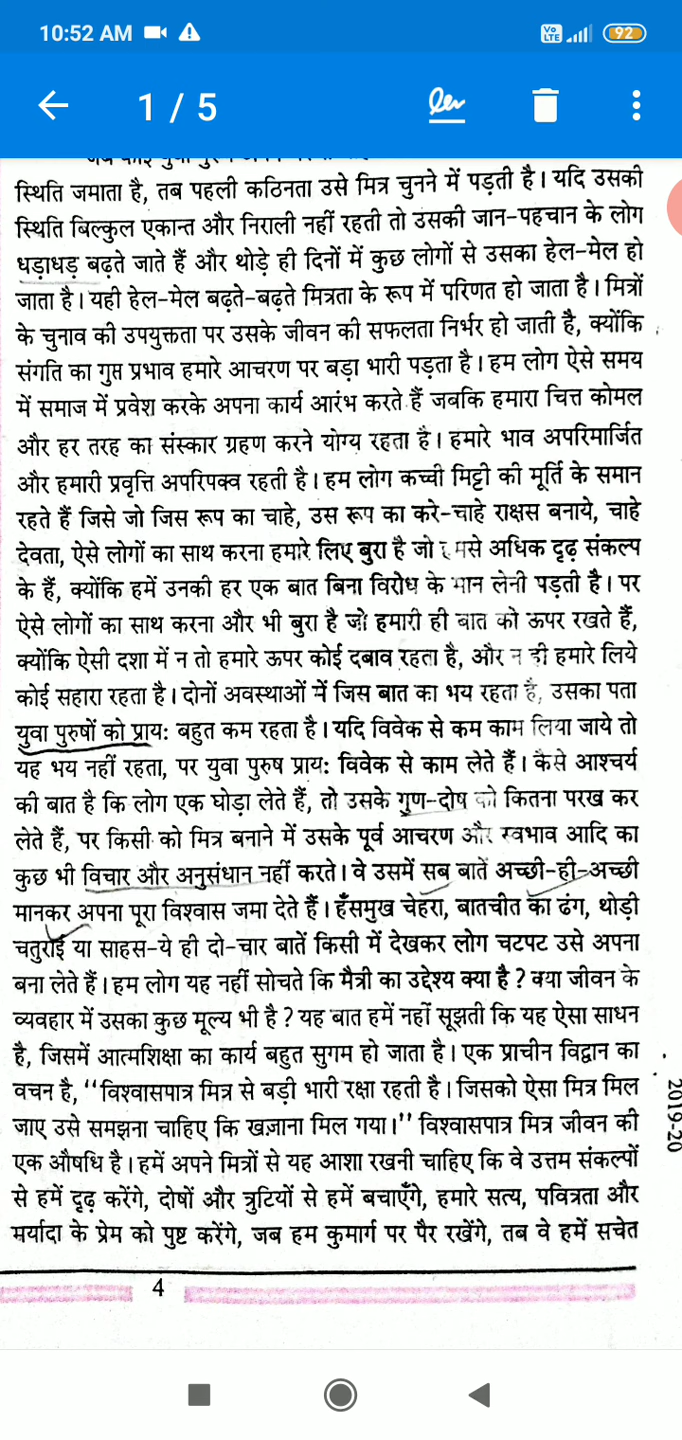 10:52 AM
Vo LTE
92
1 / 5
स्थिति जमाता है, तब पहली कठिनता उसे मित्र चुनने में पड़ती है। यदि उसकी
स्थिति बिल्कुल एकान्त और निराली नहीं रहती तो उसकी जान-पहचान के लोग
धड़ाधड़ बढ़ते जाते हैं और थोड़े ही दिनों में कुछ लोगों से उसका हेल-मेल हो
जाता है। यही हेल-मेल बढ़ते-बढ़ते मित्रता के रूप में परिणत हो जाता है। मित्रों
के चुनाव की उपयुक्तता पर उसके जीवन की सफलता निर्भर हो जाती है, क्योंकि
संगति का गुप्त प्रभाव हमारे आचरण पर बड़ा भारी पड़ता है। हम लोग ऐसे समय
में समाज में प्रवेश करके अपना कार्य आरंभ करते हैं जबकि हमारा चित्त कोमल
और हर तरह का संस्कार ग्रहण करने योग्य रहता है। हमारे भाव अपरिमार्जित
और हमारी प्रवृत्ति अपरिपक्व रहती है। हम लोग कच्ची मिट्टी की मूर्ति के समान
रहते हैं जिसे जो जिस रूप का चाहे, उस रूप का करे-चाहे राक्षस बनाये, चाहे
देवता, ऐसे लोगों का साथ करना हमारे लिए बुरा है जो हमसे अधिक दृढ़ संकल्प
के हैं, क्योंकि हमें उनकी हर एक बात बिना विरोध के मान लेनी पड़ती है। पर
ऐसे लोगों का साथ करना और भी बुरा है जो हमारी ही बात को ऊपर रखते हैं,
क्योंकि ऐसी दशा में न तो हमारे ऊपर कोई दबाव रहता है, और न ही हमारे लिये
कोई सहारा रहता है। दोनों अवस्थाओं में जिस बात का भय रहता है, उसका पता
युवा पुरुषों को प्राय: बहुत कम रहता है। यदि विवेक से कम काम लिया जाये तो
यह भय नहीं रहता, पर युवा पुरुष प्राय: विवेक से काम लेते हैं। कैसे आश्चर्य
की बात है कि लोग एक घोड़ा लेते हैं, तो उसके गुण-दोष को कितना परख कर
लेते हैं, पर किसी को मित्र बनाने में उसके पूर्व आचरण और स्वभाव आदि का
कुछ भी विचार और अनुसंधान नहीं करते। वे उसमें सब बातें अच्छी-ही-अच्छी
मानकर अपना पूरा विश्वास जमा देते हैं। हँसमुख चेहरा, बातचीत का ढंग, थोड़ी
चतुराई या साहस-ये ही दो-चार बातें किसी में देखकर लोग चटपट उसे अपना
बना लेते हैं। हम लोग यह नहीं सोचते कि मैत्री का उद्देश्य क्या है ? क्या जीवन के
व्यवहार में उसका कुछ मूल्य भी है ? यह बात हमें नहीं सूझती कि यह ऐसा साधन
है, जिसमें आत्मशिक्षा का कार्य बहुत सुगम हो जाता है। एक प्राचीन विद्वान का
वचन है, ''विश्वासपात्र मित्र से बड़ी भारी रक्षा रहती है। जिसको ऐसा मित्र मिल
जाए उसे समझना चाहिए कि खज़ाना मिल गया।'' विश्वासपात्र मित्र जीवन की
एक औषधि है। हमें अपने मित्रों से यह आशा रखनी चाहिए कि वे उत्तम संकल्पों
से हमें दृढ़ करेंगे, दोषों और त्रुटियों से हमें बचाएँगे, हमारे सत्य, पवित्रता और
मर्यादा के प्रेम को पुष्ट करेंगे, जब हम कुमार्ग पर पैर रखेंगे, तब वे हमें सचेत
2019-20
4